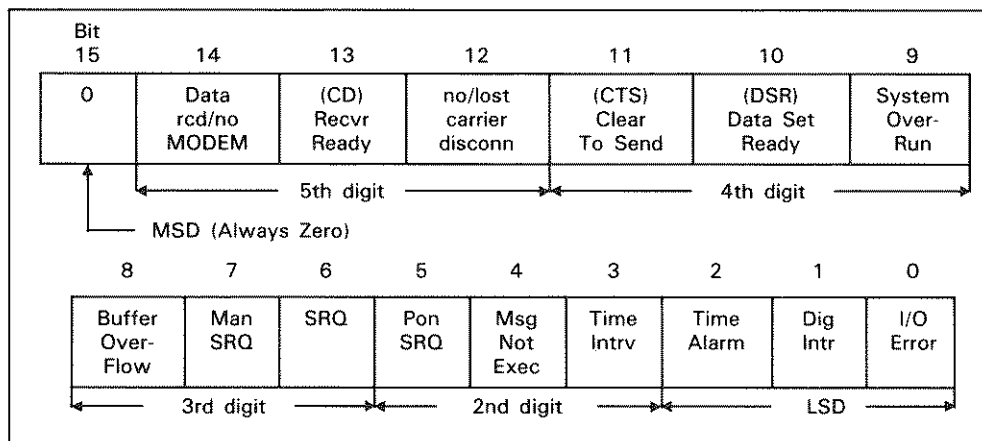 Bit
15 14 13 12 11 10 9
0 Data (CD) no/lost (CTS) (DSR) System
rcd/no Recvr carrier Clear Data Set Over-
MODEM Ready disconn To Send Ready Run
5th digit 4th digit
MSD (Always Zero)
8 7 6 5 4 3 2 1 0
Buffer Man SRQ Pon Msg Time Time Dig I/O
Over- SRQ SRQ Not Intrv Alarm Intr Error
Flow Exec
3rd digit 2nd digit LSD